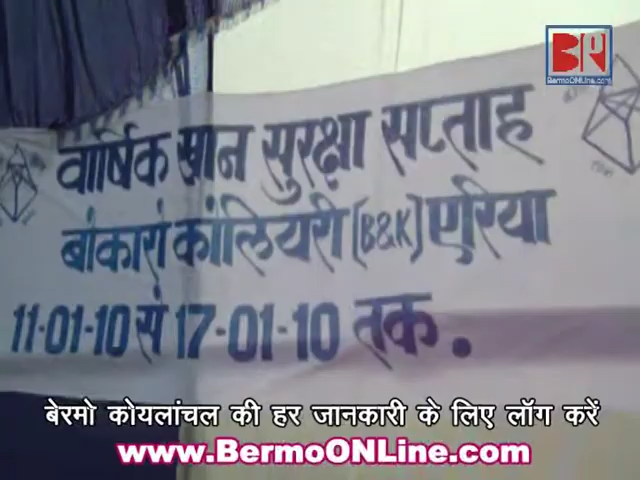 BN
BermoONLine.com
वार्षिक खान सुरक्षा सप्ताह
बोकारो कोलियरी [B&K] एरिया
11-01-10 से 17-01-10 तक.
बेरमो कोयलांचल की हर जानकारी के लिए लॉग करें
www.BermoONLine.com